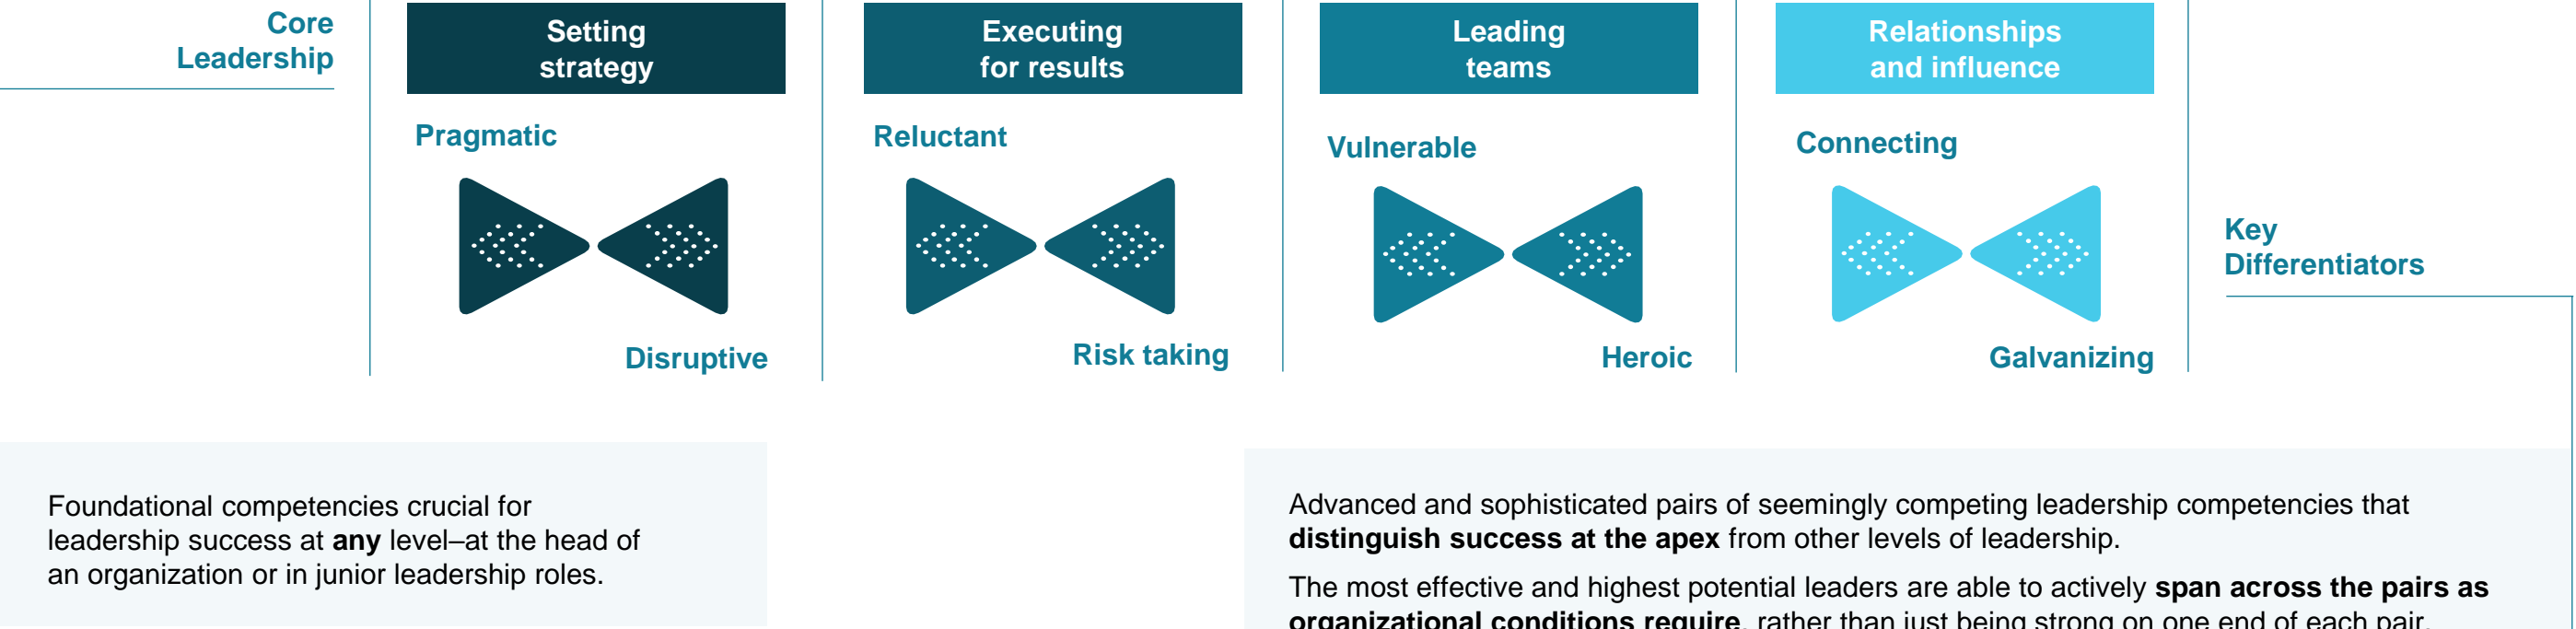 Core
Leadership
Setting
strategy
Executing
for results
Leading
teams
Relationships
and influence
Pragmatic
Reluctant
Vulnerable
Connecting
Key
Differentiators
Disruptive
Risk taking
Heroic
Galvanizing
Foundational competencies crucial for
leadership success at any level–at the head of
an organization or in junior leadership roles.
Advanced and sophisticated pairs of seemingly competing leadership competencies that
distinguish success at the apex from other levels of leadership.
The most effective and highest potential leaders are able to actively span across the pairs as
organizational conditions require, rather than just being strong on one end of each pair.